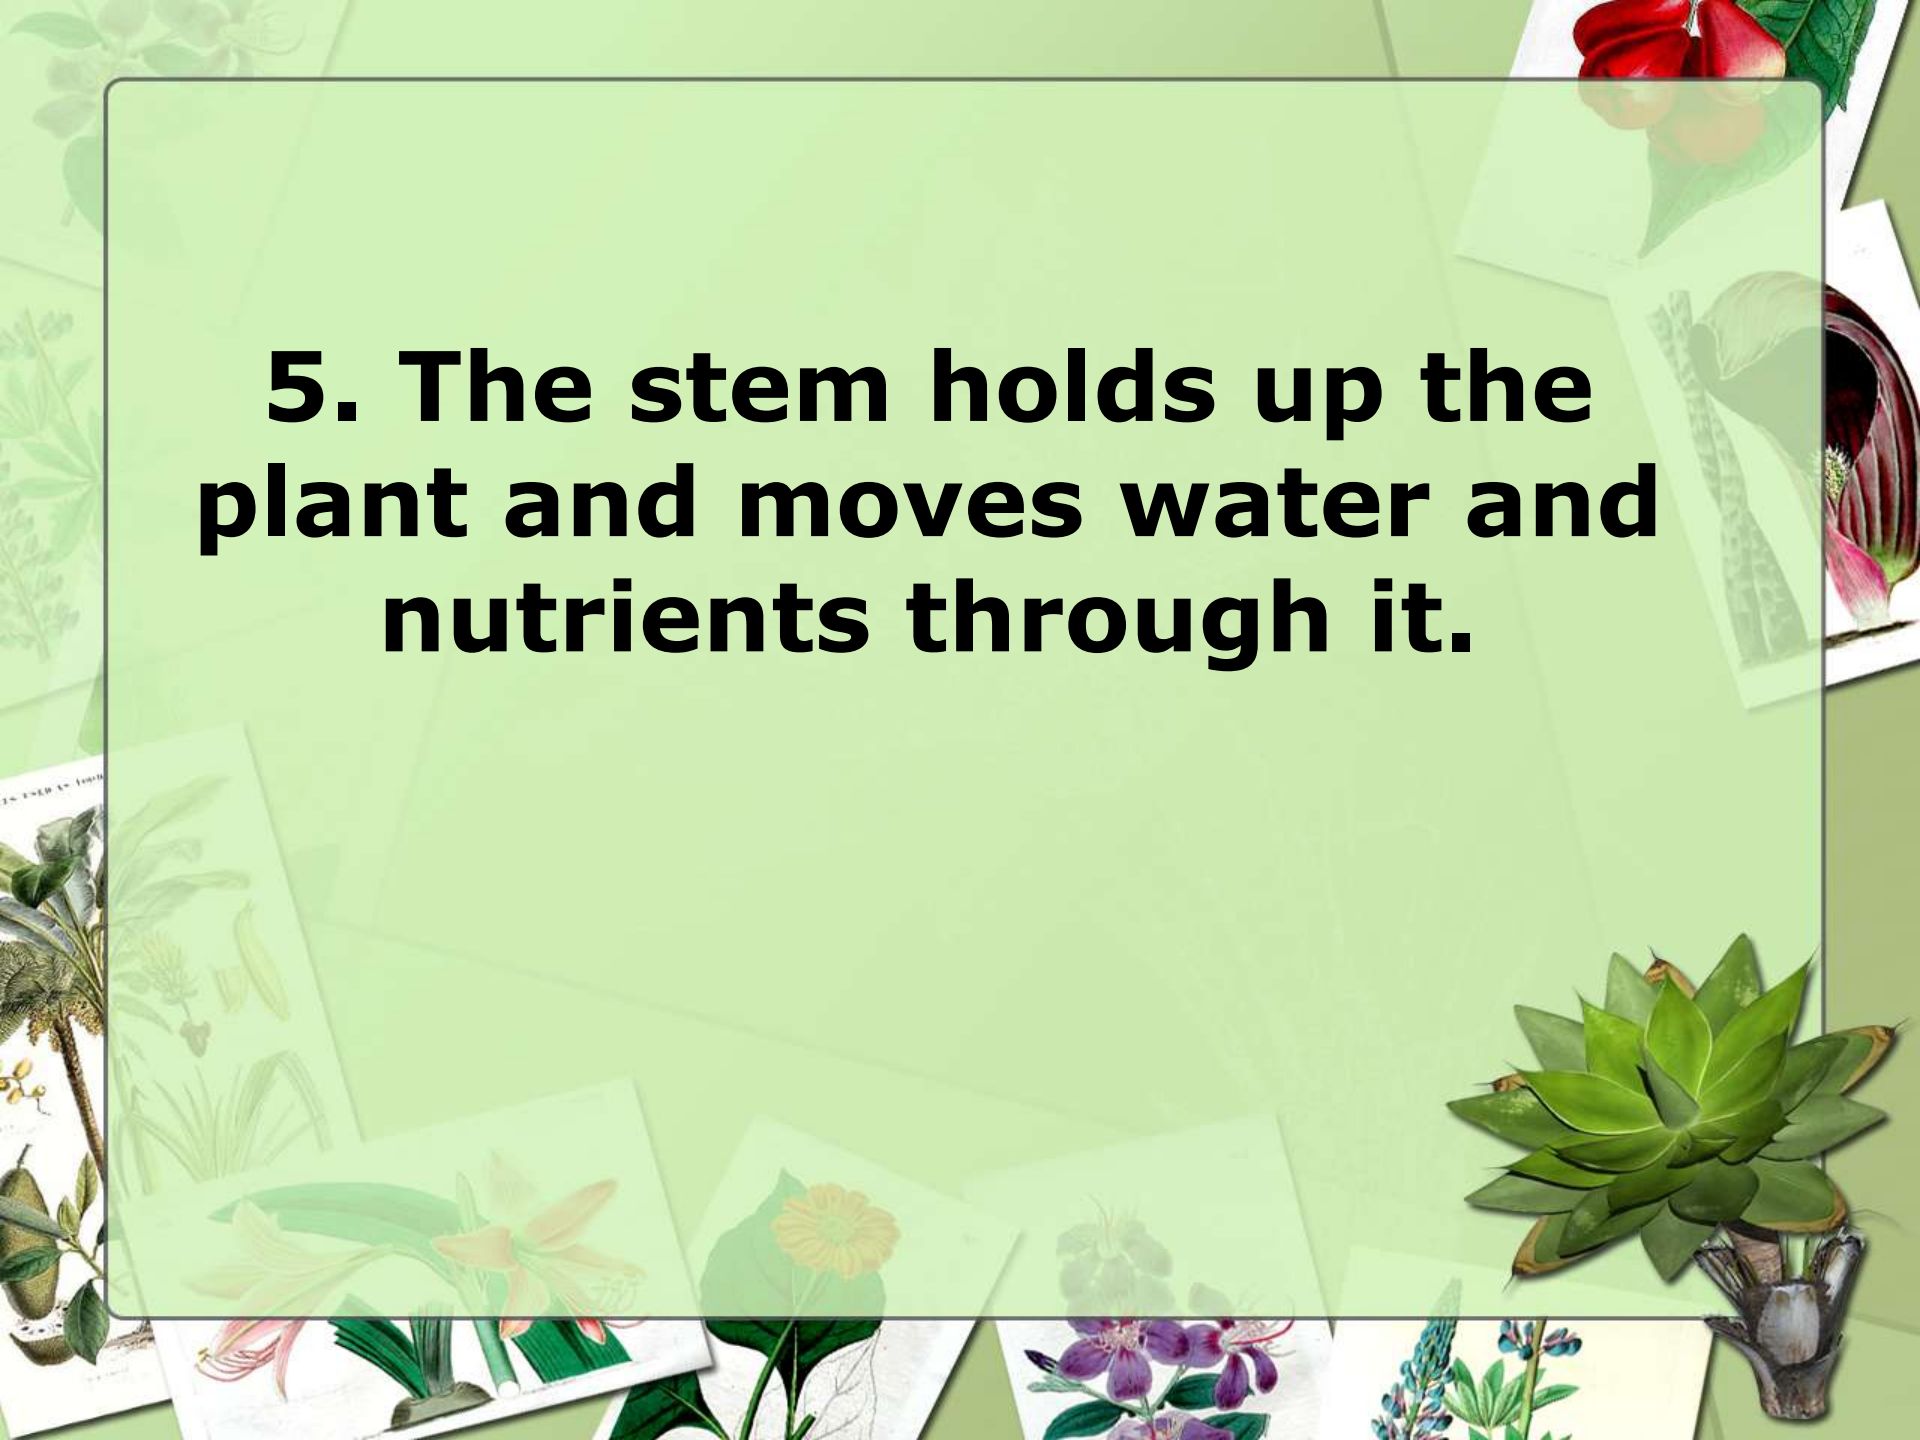 5. The stem holds up the
plant and moves water and
nutrients through it.